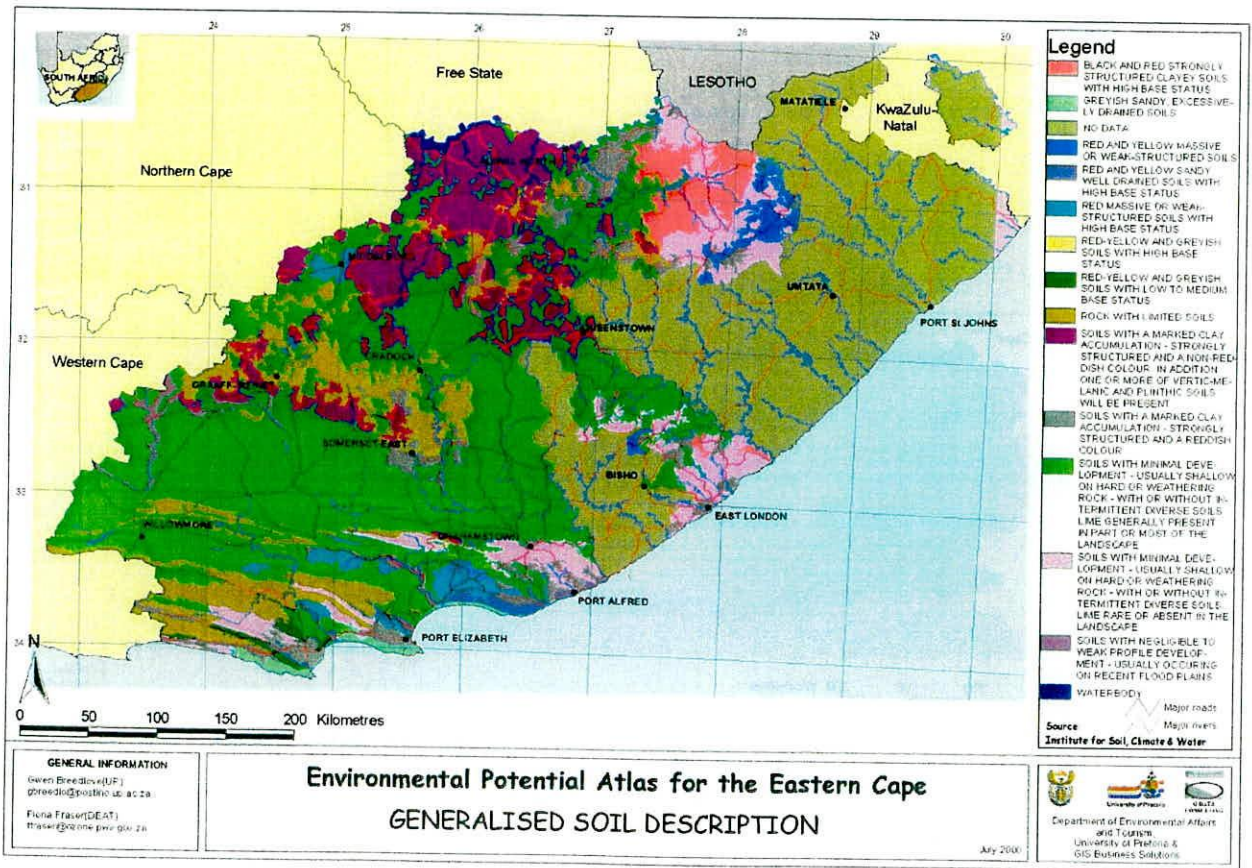 24
25
26
27
28
29
Free State
LESOTHO
KwaZulu-
Natal
SOUTH AFRICA
MATATIELE
Northern Cape
31
UMTATA
PORT St JOHNS
32
QUEENSTOWN
Western Cape
CRADOCK
SOMERSET-EAST
BISHO
33
EAST LONDON
WILLOWMORE
GRAHAMSTOWN
PORT ALFRED
34
PORT ELIZABETH
N
0 50 100 150 200 Kilometres
Legend
BLACK AND RED STRONGLY
STRUCTURED CLAYEY SOILS
WITH HIGH BASE STATUS
GREYISH SANDY, EXCESSIVE-
LY DRAINED SOILS
NO DATA
RED AND YELLOW MASSIVE
OR WEAK-STRUCTURED SOILS
RED AND YELLOW SANDY
WELL DRAINED SOILS WITH
HIGH BASE STATUS
RED MASSIVE OR WEAK-
STRUCTURED SOILS WITH
HIGH BASE STATUS
RED-YELLOW AND GREYISH
SOILS WITH HIGH BASE
STATUS
RED-YELLOW AND GREYISH
SOILS WITH LOW TO MEDIUM
BASE STATUS
ROCK WITH LIMITED SOILS
SOILS WITH A MARKED CLAY
ACCUMULATION - STRONGLY
STRUCTURED AND A NON-RED-
DISH COLOUR. IN ADDITION
ONE OR MORE OF VERTIC-ME-
LANIC AND PLINTHIC SOILS
WILL BE PRESENT
SOILS WITH A MARKED CLAY
ACCUMULATION - STRONGLY
STRUCTURED AND A REDDISH
COLOUR
SOILS WITH MINIMAL DEVE-
LOPMENT - USUALLY SHALLOW
ON HARD OR WEATHERING
ROCK - WITH OR WITHOUT IN-
TERMITTENT DIVERSE SOILS
LIME GENERALLY PRESENT
IN PART OR MOST OF THE
LANDSCAPE
SOILS WITH MINIMAL DEVE-
LOPMENT - USUALLY SHALLOW
ON HARD OR WEATHERING
ROCK - WITH OR WITHOUT IN-
TERMITTENT DIVERSE SOILS
LIME RARE OR ABSENT IN THE
LANDSCAPE
SOILS WITH NEGLIGIBLE TO
WEAK PROFILE DEVELOP-
MENT - USUALLY OCCURING
ON RECENT FLOOD PLAINS
WATERBODY
Major roads
Major rivers
Source
Institute for Soil, Climate & Water
GENERAL INFORMATION
Gwen Breedlove(UP)
gbreedlo@postino.up.ac.za
Fiona Fraser(DEAT)
Environmental Potential Atlas for the Eastern Cape
GENERALISED SOIL DESCRIPTION
July 2000
University of Pretoria
Department of Environmental Affairs
and Tourism,
University of Pretoria &
GIS Business Solutions